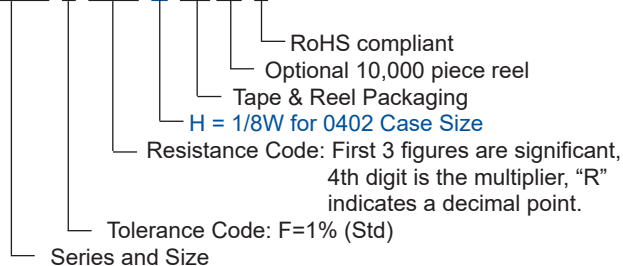 RoHS compliant
Optional 10,000 piece reel
Tape & Reel Packaging
H = 1/8W for 0402 Case Size
Resistance Code: First 3 figures are significant,
4th digit is the multiplier, “R”
indicates a decimal point.
Tolerance Code: F=1% (Std)
Series and Size